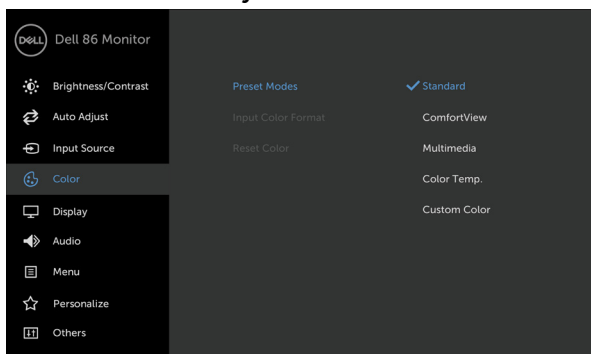 DELL Dell 86 Monitor
Brightness/Contrast Preset Modes Standard
Auto Adjust Input Color Format ComfortView
Input Source Reset Color Multimedia
Color Color Temp.
Display Custom Color
Audio
Menu
Personalize
Others